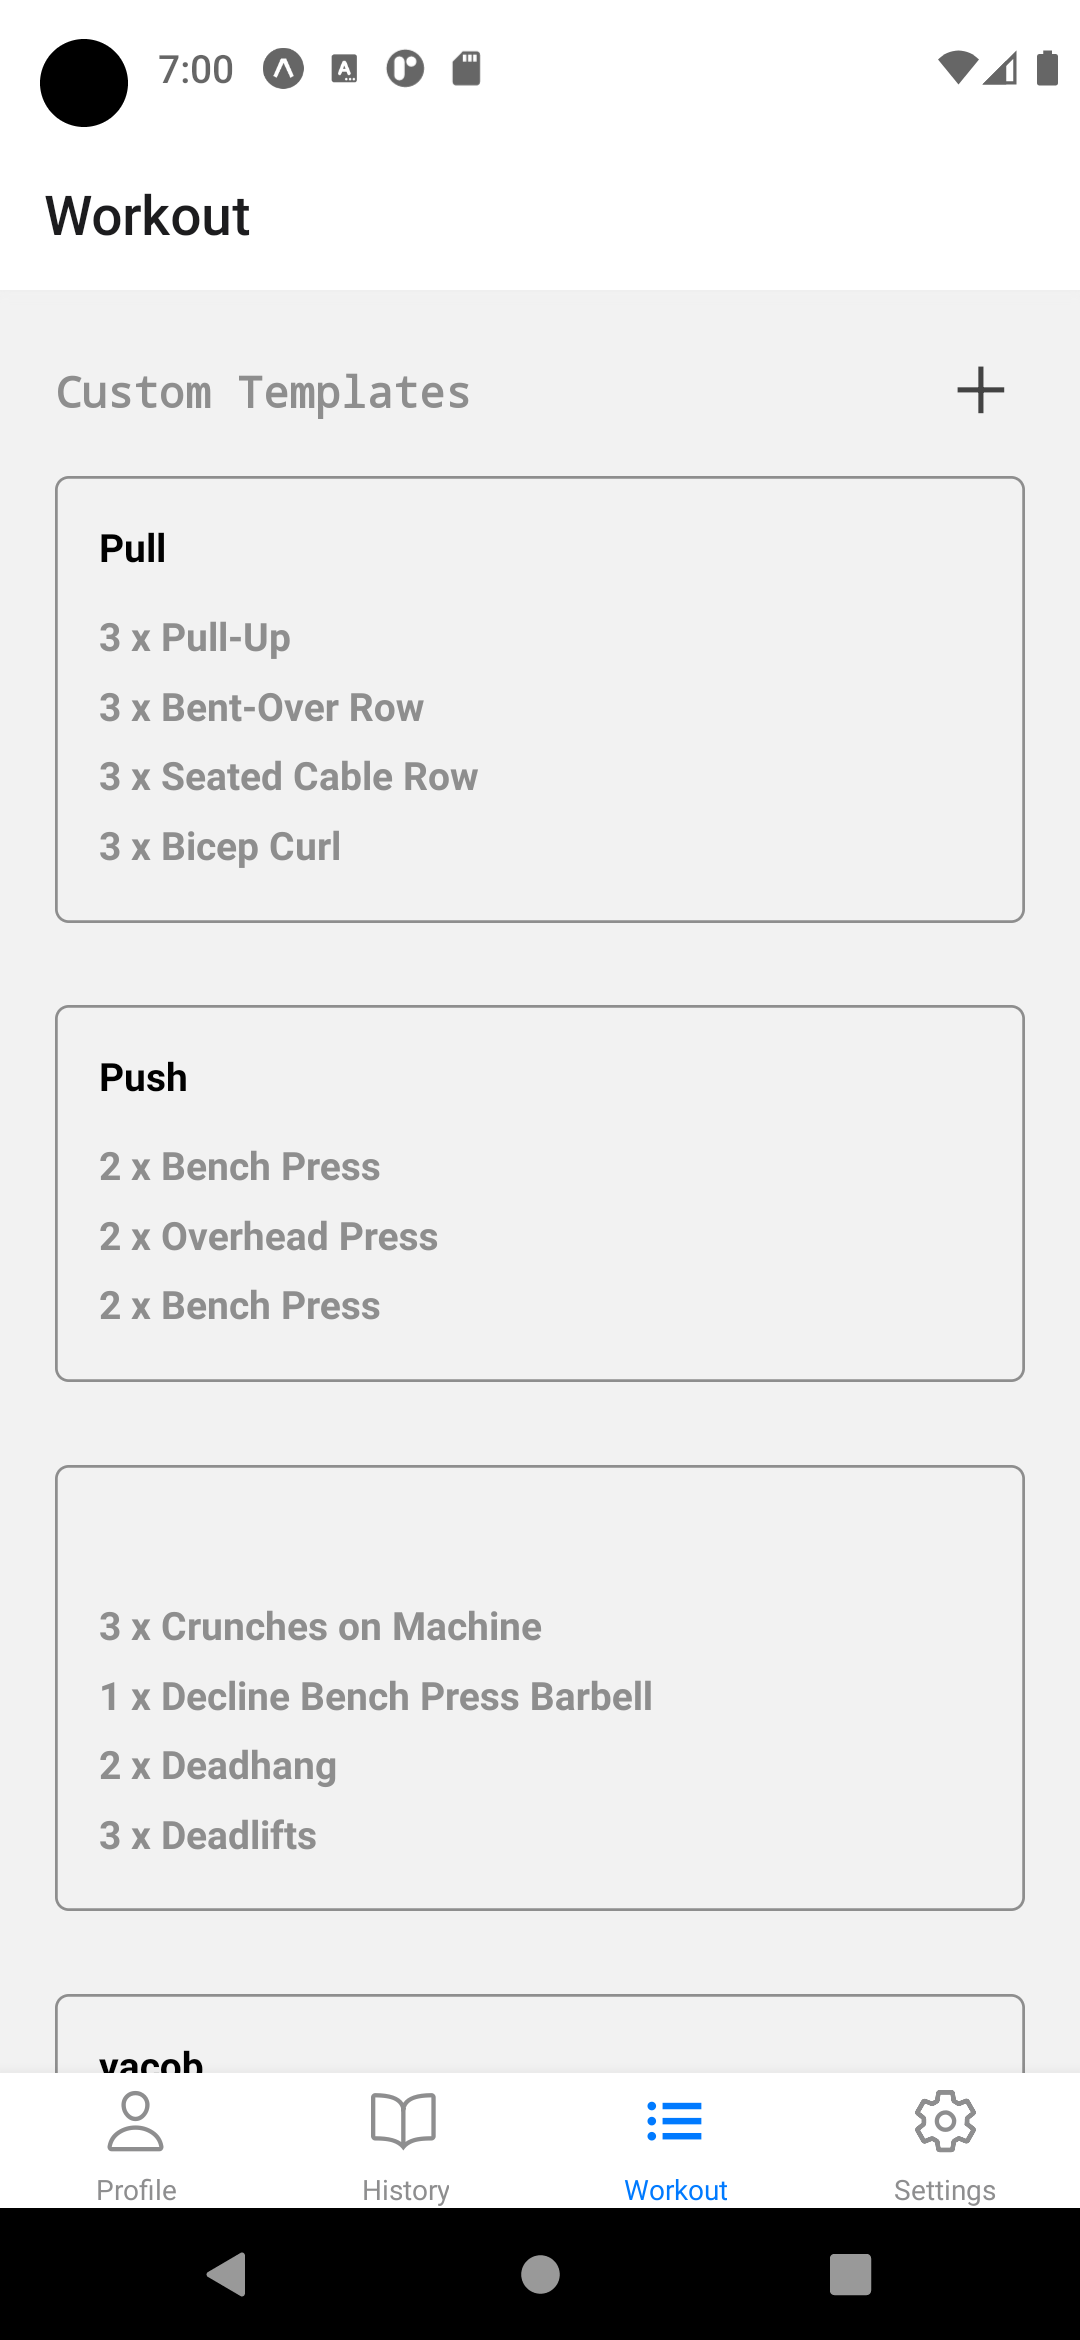 7:00
Workout
Custom Templates
Pull
3 x Pull-Up
3 x Bent-Over Row
3 x Seated Cable Row
3 x Bicep Curl
Push
2 x Bench Press
2 x Overhead Press
2 x Bench Press
3 x Crunches on Machine
1 x Decline Bench Press Barbell
2 x Deadhang
3 x Deadlifts
yacob
Profile
History
Workout
Settings